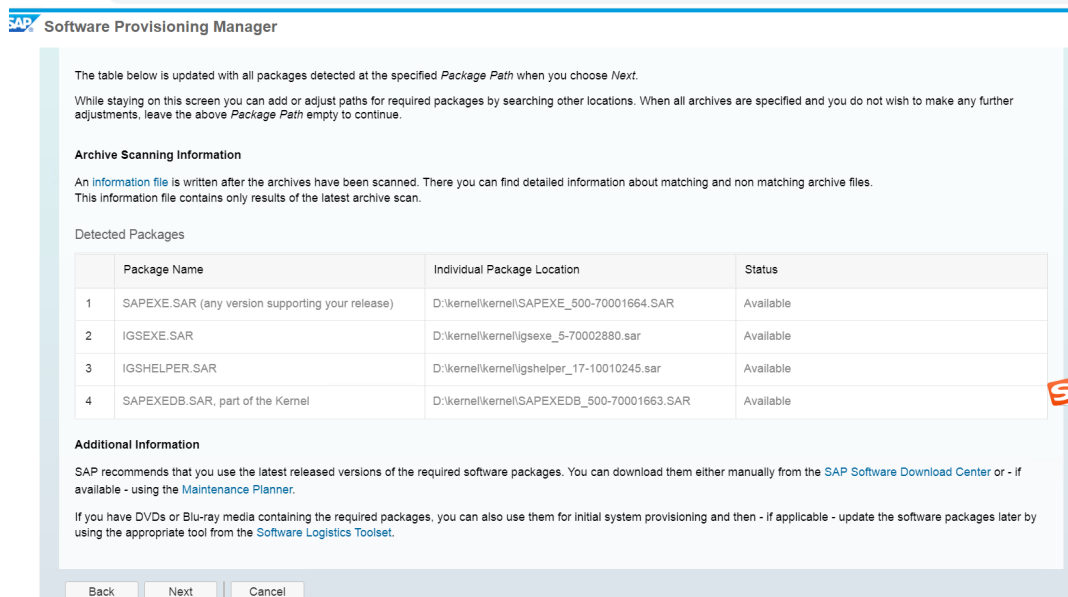 SAP Software Provisioning Manager
The table below is updated with all packages detected at the specified Package Path when you choose Next.
While staying on this screen you can add or adjust paths for required packages by searching other locations. When all archives are specified and you do not wish to make any further
adjustments, leave the above Package Path empty to continue.
Archive Scanning Information
An information file is written after the archives have been scanned. There you can find detailed information about matching and non matching archive files.
This information file contains only results of the latest archive scan.
Detected Packages
Package Name Individual Package Location Status
1 SAPEXE.SAR (any version supporting your release) D:\kernel\kernel\SAPEXE_500-70001664.SAR Available
2 IGSEXE.SAR D:\kernel\kernel\igsexe_5-70002880.sar Available
3 IGSHELPER.SAR D:\kernel\kernel\igshelper_17-10010245.sar Available
4 SAPEXEDB.SAR, part of the Kernel D:\kernel\kernel\SAPEXEDB_500-70001663.SAR Available
Additional Information
SAP recommends that you use the latest released versions of the required software packages. You can download them either manually from the SAP Software Download Center or - if
available - using the Maintenance Planner.
If you have DVDs or Blu-ray media containing the required packages, you can also use them for initial system provisioning and then - if applicable - update the software packages later by
using the appropriate tool from the Software Logistics Toolset.
Back Next Cancel